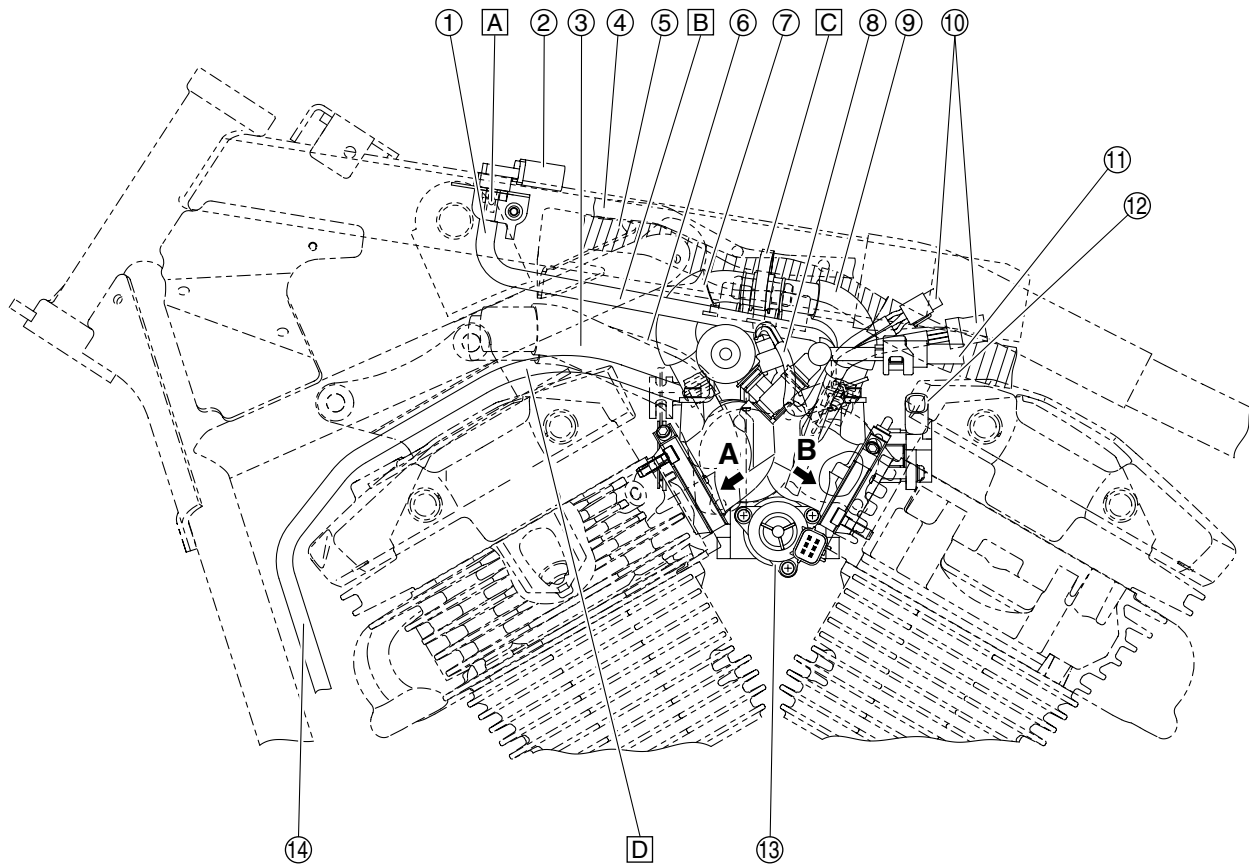 ① A ② ③ ④ ⑤ B ⑥ ⑦ C ⑧ ⑨ ⑩
⑪
⑫
A B
⑭ D ⑬